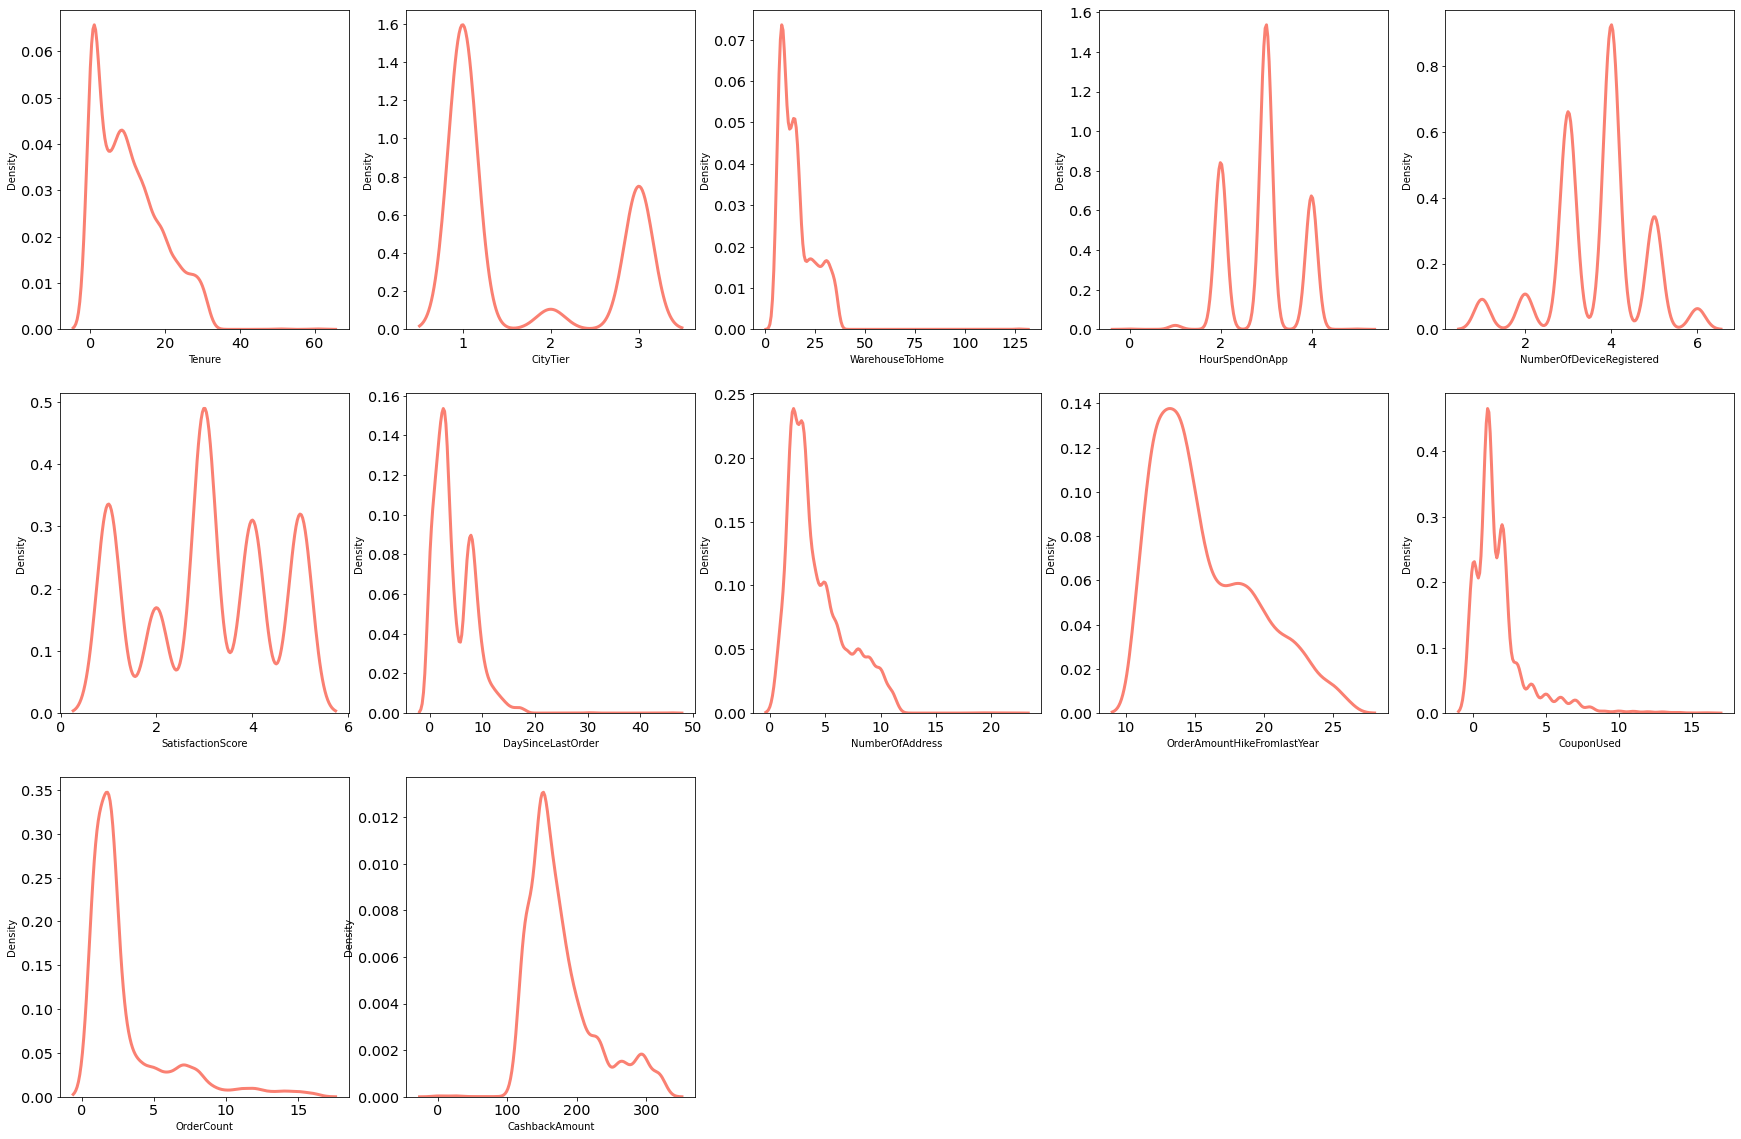 0.06
0.05
0.04
0.03
0.02
0.01
0.00
Density
0 20 40 60
Tenure
1.6
1.4
1.2
1.0
0.8
0.6
0.4
0.2
0.0
Density
1 2 3
CityTier
0.07
0.06
0.05
0.04
0.03
0.02
0.01
0.00
Density
0 25 50 75 100 125
WarehouseToHome
1.6
1.4
1.2
1.0
0.8
0.6
0.4
0.2
0.0
Density
0 2 4
HourSpendOnApp
0.8
0.6
0.4
0.2
0.0
Density
2 4 6
NumberOfDeviceRegistered
0.5
0.4
0.3
0.2
0.1
0.0
Density
0 2 4 6
SatisfactionScore
0.16
0.14
0.12
0.10
0.08
0.06
0.04
0.02
0.00
Density
0 10 20 30 40 50
DaySinceLastOrder
0.25
0.20
0.15
0.10
0.05
0.00
Density
0 5 10 15 20
NumberOfAddress
0.14
0.12
0.10
0.08
0.06
0.04
0.02
0.00
Density
10 15 20 25
OrderAmountHikeFromlastYear
0.4
0.3
0.2
0.1
0.0
Density
0 5 10 15
CouponUsed
0.35
0.30
0.25
0.20
0.15
0.10
0.05
0.00
Density
0 5 10 15
OrderCount
0.012
0.010
0.008
0.006
0.004
0.002
0.000
Density
0 100 200 300
CashbackAmount